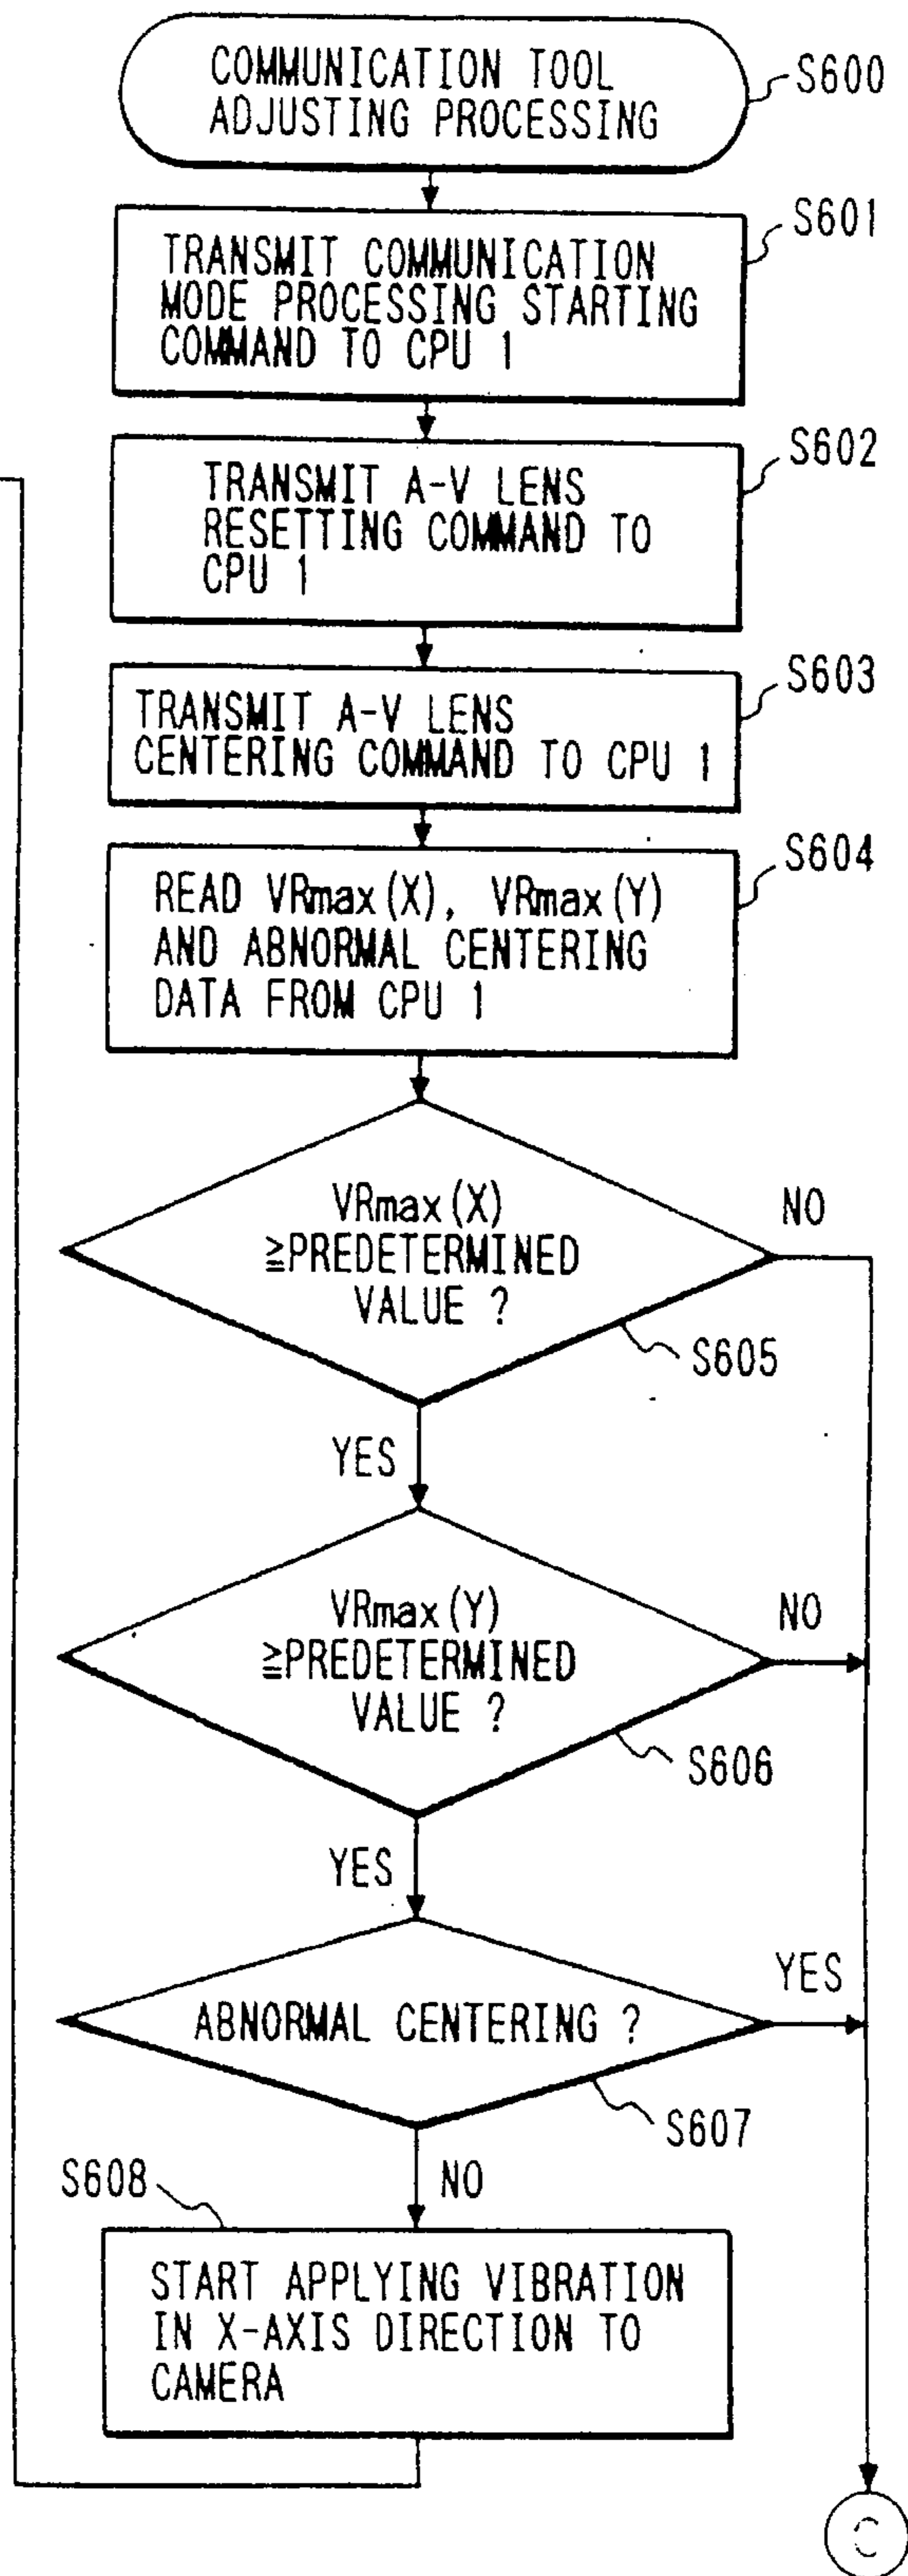 COMMUNICATION TOOL
ADJUSTING PROCESSING
S600
S601
TRANSMIT COMMUNICATION
MODE PROCESSING STARTING
COMMAND TO CPU 1
S602
TRANSMIT A-V LENS
RESETTING COMMAND TO
CPU 1
S603
TRANSMIT A-V LENS
CENTERING COMMAND TO CPU 1
S604
READ VRmax(X), VRmax(Y)
AND ABNORMAL CENTERING
DATA FROM CPU 1
VRmax(X)
≧PREDETERMINED
VALUE ?
NO
S605
YES
VRmax(Y)
≧PREDETERMINED
VALUE ?
NO
S606
YES
ABNORMAL CENTERING ?
YES
S607
NO
S608
START APPLYING VIBRATION
IN X-AXIS DIRECTION TO
CAMERA
C